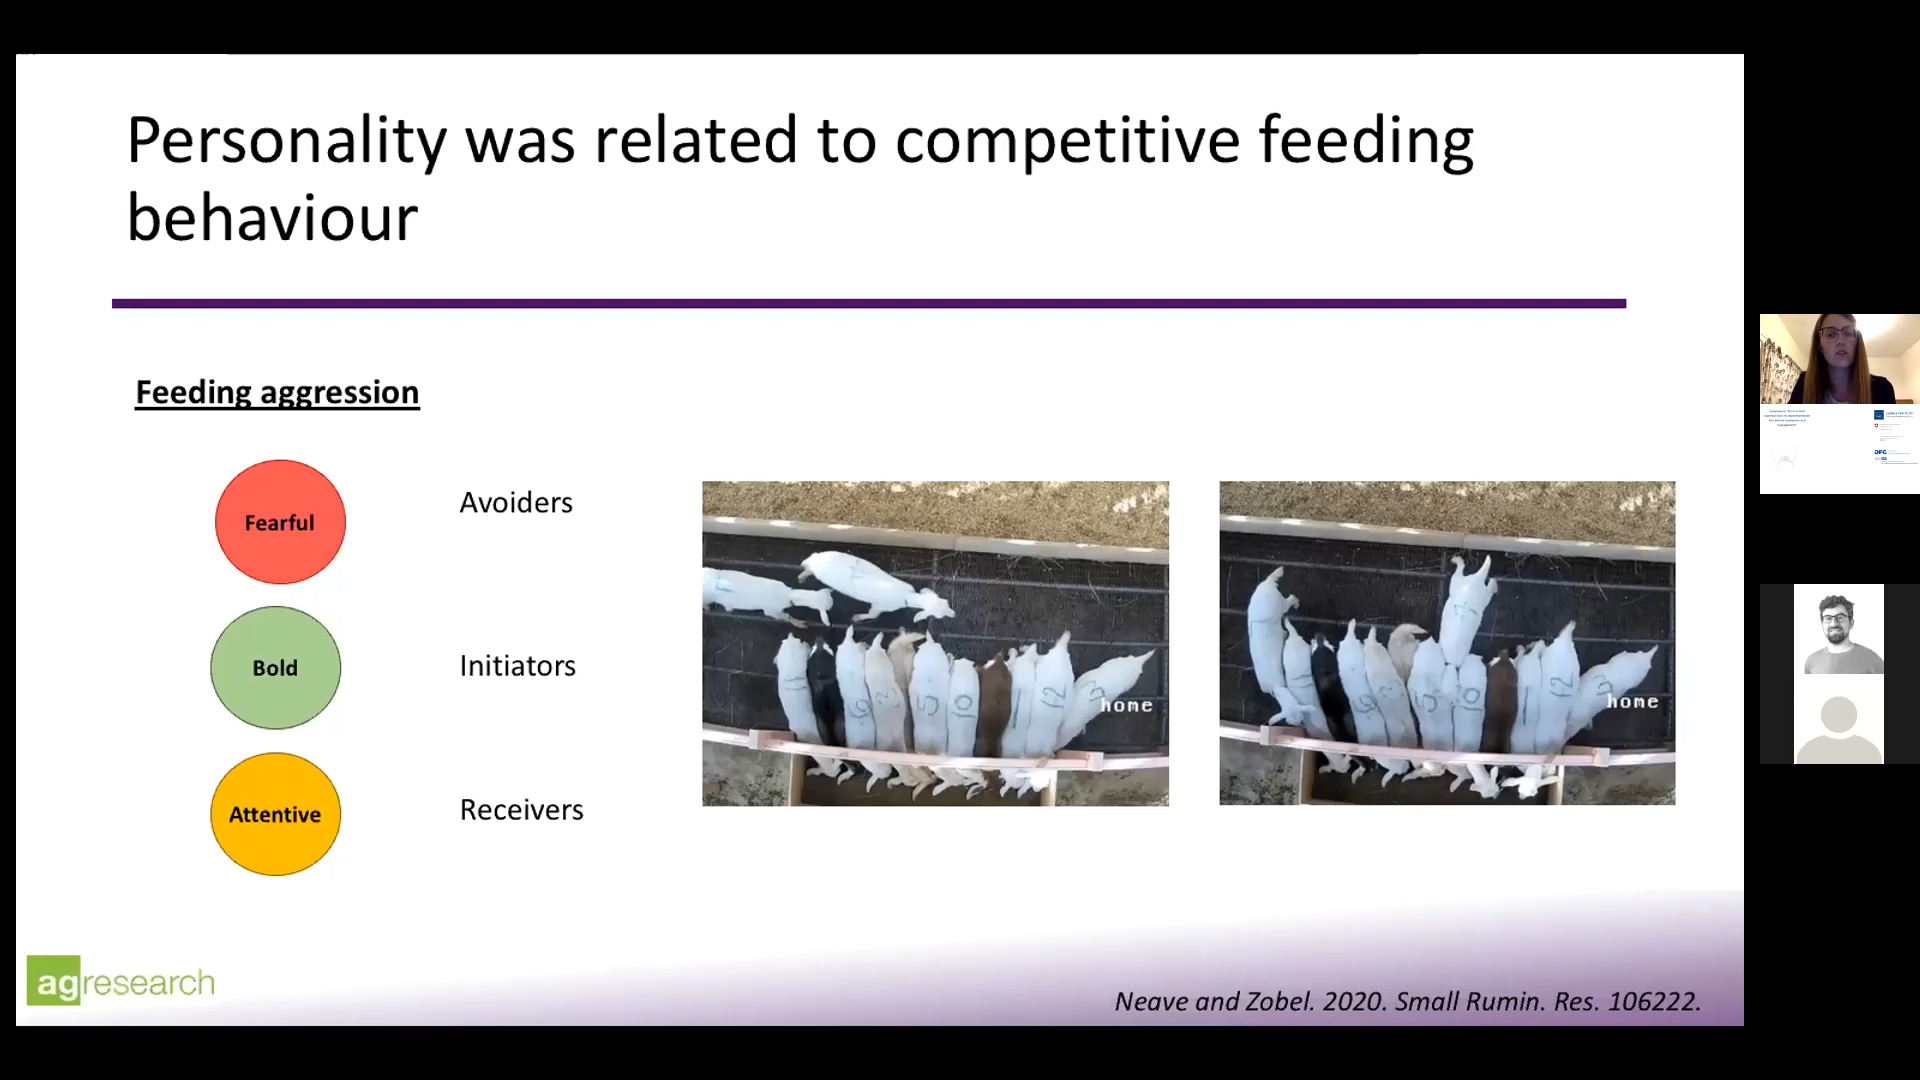 Personality was related to competitive feeding
behaviour
Feeding aggression
Fearful
Avoiders
Bold
Initiators
Attentive
Receivers
home
home
agresearch
Neave and Zobel. 2020. Small Rumin. Res. 106222.
DFG